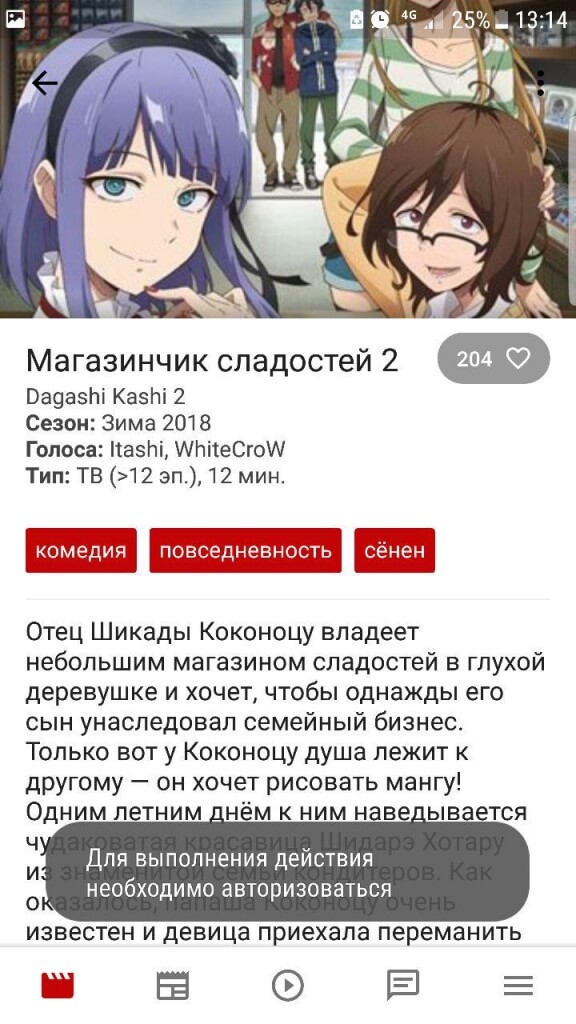 4G 25% 13:14
Магазинчик сладостей 2
204
Dagashi Kashi 2
Сезон: Зима 2018
Голоса: Itashi, WhiteCroW
Тип: ТВ (>12 эп.), 12 мин.
комедия повседневность сёнен
Отец Шикады Коконоцу владеет
небольшим магазином сладостей в глухой
деревушке и хочет, чтобы однажды его
сын унаследовал семейный бизнес.
Только вот у Коконоцу душа лежит к
другому — он хочет рисовать мангу!
Одним летним днём к ним наведывается
чудаковатая красавица Шидарэ Хотару
из знаменитой семьи кондитеров. Как
оказалось, папаша Коконоцу очень
известен и девица приехала переманить
Для выполнения действия
необходимо авторизоваться